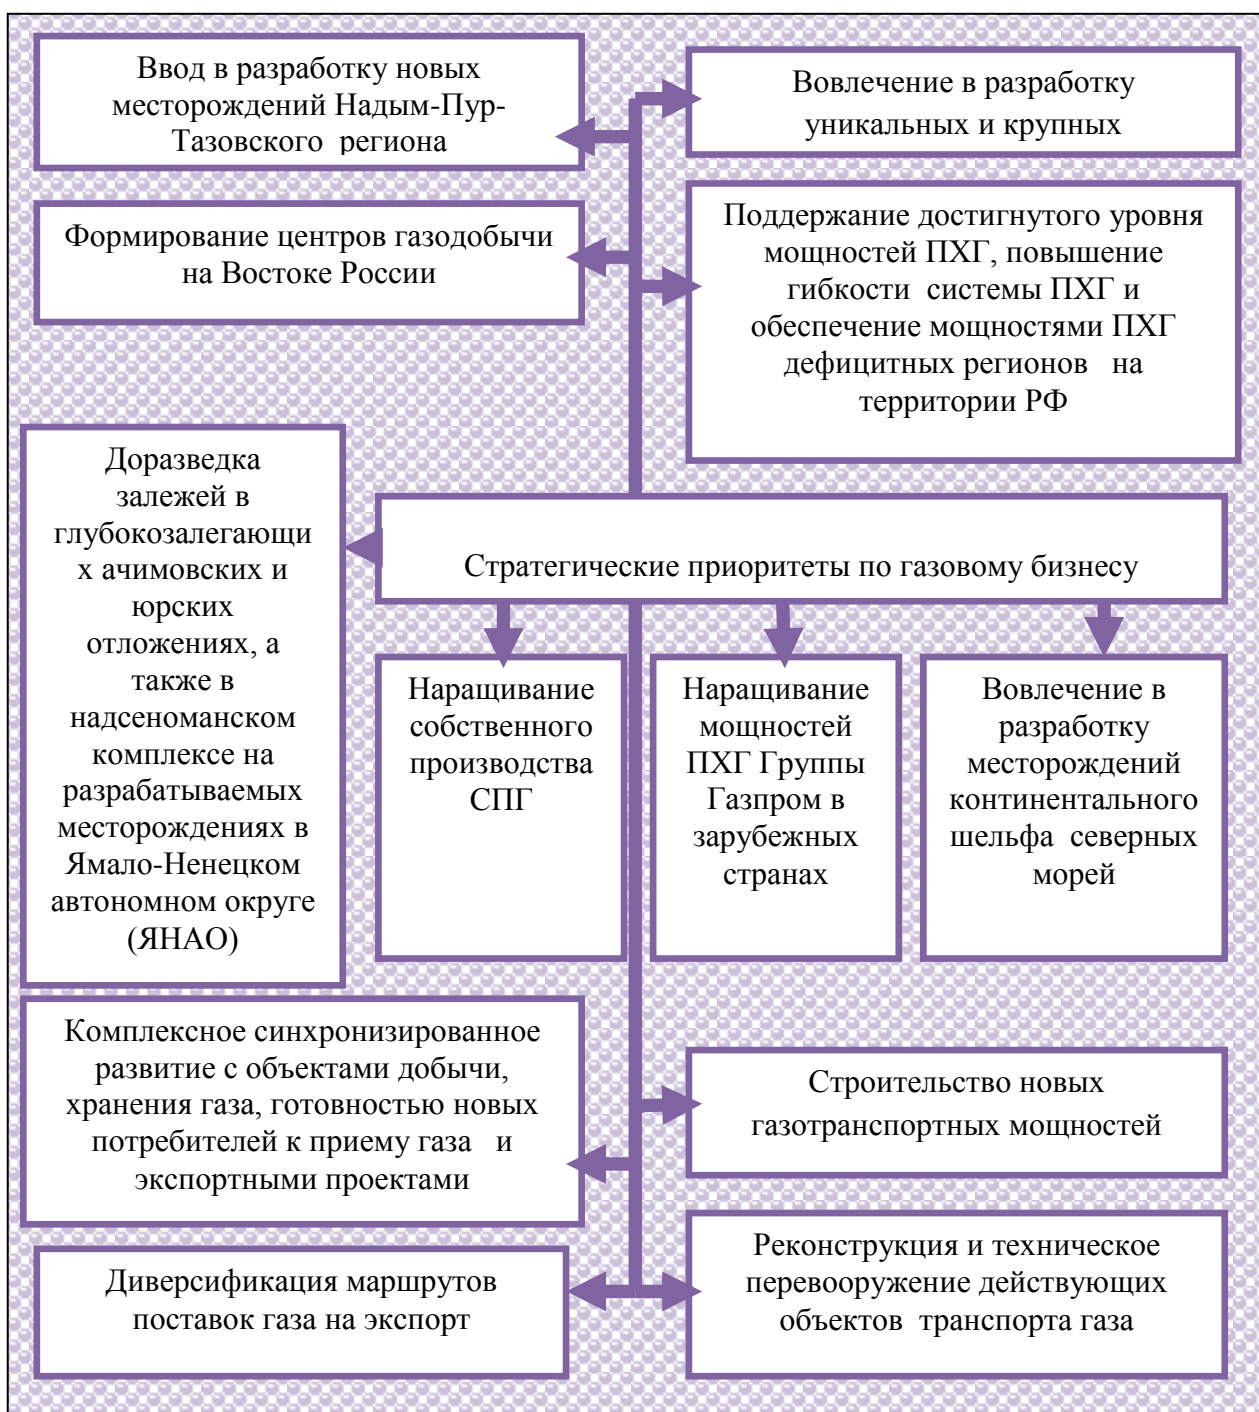 Ввод в разработку новых
месторождений Надым-Пур-
Тазовского региона
Вовлечение в разработку
уникальных и крупных
Формирование центров газодобычи
на Востоке России
Поддержание достигнутого уровня
мощностей ПХГ, повышение
гибкости системы ПХГ и
обеспечение мощностями ПХГ
дефицитных регионов на
территории РФ
Доразведка
залежей в
глубокозалегающи
х ачимовских и
юрских
отложениях, а
также в
надсеноманском
комплексе на
разрабатываемых
месторождениях в
Ямало-Ненецком
автономном округе
(ЯНАО)
Стратегические приоритеты по газовому бизнесу
Наращивание
собственного
производства
СПГ
Наращивание
мощностей
ПХГ Группы
Газпром в
зарубежных
странах
Вовлечение в
разработку
месторождений
континентального
шельфа северных
морей
Комплексное синхронизированное
развитие с объектами добычи,
хранения газа, готовностью новых
потребителей к приему газа и
экспортными проектами
Строительство новых
газотранспортных мощностей
Диверсификация маршрутов
поставок газа на экспорт
Реконструкция и техническое
перевооружение действующих
объектов транспорта газа